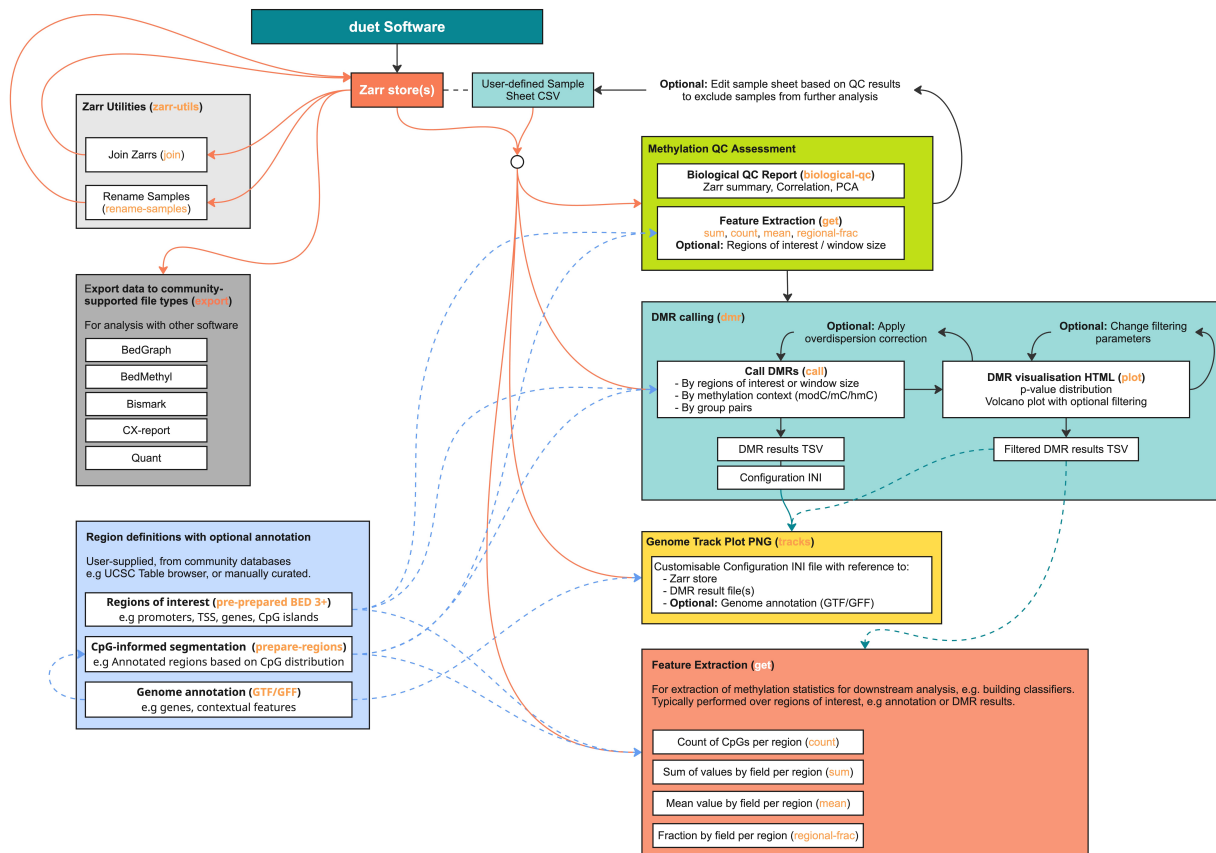 duet Software
Zarr store(s)
User-defined Sample
Sheet CSV
Optional: Edit sample sheet based on QC results
to exclude samples from further analysis
Zarr Utilities (zarr-utils)
Join Zarrs (join)
Rename Samples
(rename-samples)
Methylation QC Assessment
Biological QC Report (biological-qc)
Zarr summary, Correlation, PCA
Feature Extraction (get)
sum, count, mean, regional-frac
Optional: Regions of interest / window size
Export data to community-
supported file types (export)
For analysis with other software
BedGraph
BedMethyl
Bismark
CX-report
Quant
DMR calling (dmr)
Optional: Apply
overdispersion correction
Optional: Change filtering
parameters
Call DMRs (call)
- By regions of interest or window size
- By methylation context (modC/mC/hmC)
- By group pairs
DMR visualisation HTML (plot)
p-value distribution
Volcano plot with optional filtering
DMR results TSV
Configuration INI
Filtered DMR results TSV
Region definitions with optional annotation
User-supplied, from community databases
e.g UCSC Table browser, or manually curated.
Regions of interest (pre-prepared BED 3+)
e.g promoters, TSS, genes, CpG islands
CpG-informed segmentation (prepare-regions)
e.g Annotated regions based on CpG distribution
Genome annotation (GTF/GFF)
e.g genes, contextual features
Genome Track Plot PNG (tracks)
Customisable Configuration INI file with reference to:
- Zarr store
- DMR result file(s)
- Optional: Genome annotation (GTF/GFF)
Feature Extraction (get)
For extraction of methylation statistics for downstream analysis, e.g. building classifiers.
Typically performed over regions of interest, e.g annotation or DMR results.
Count of CpGs per region (count)
Sum of values by field per region (sum)
Mean value by field per region (mean)
Fraction by field per region (regional-frac)